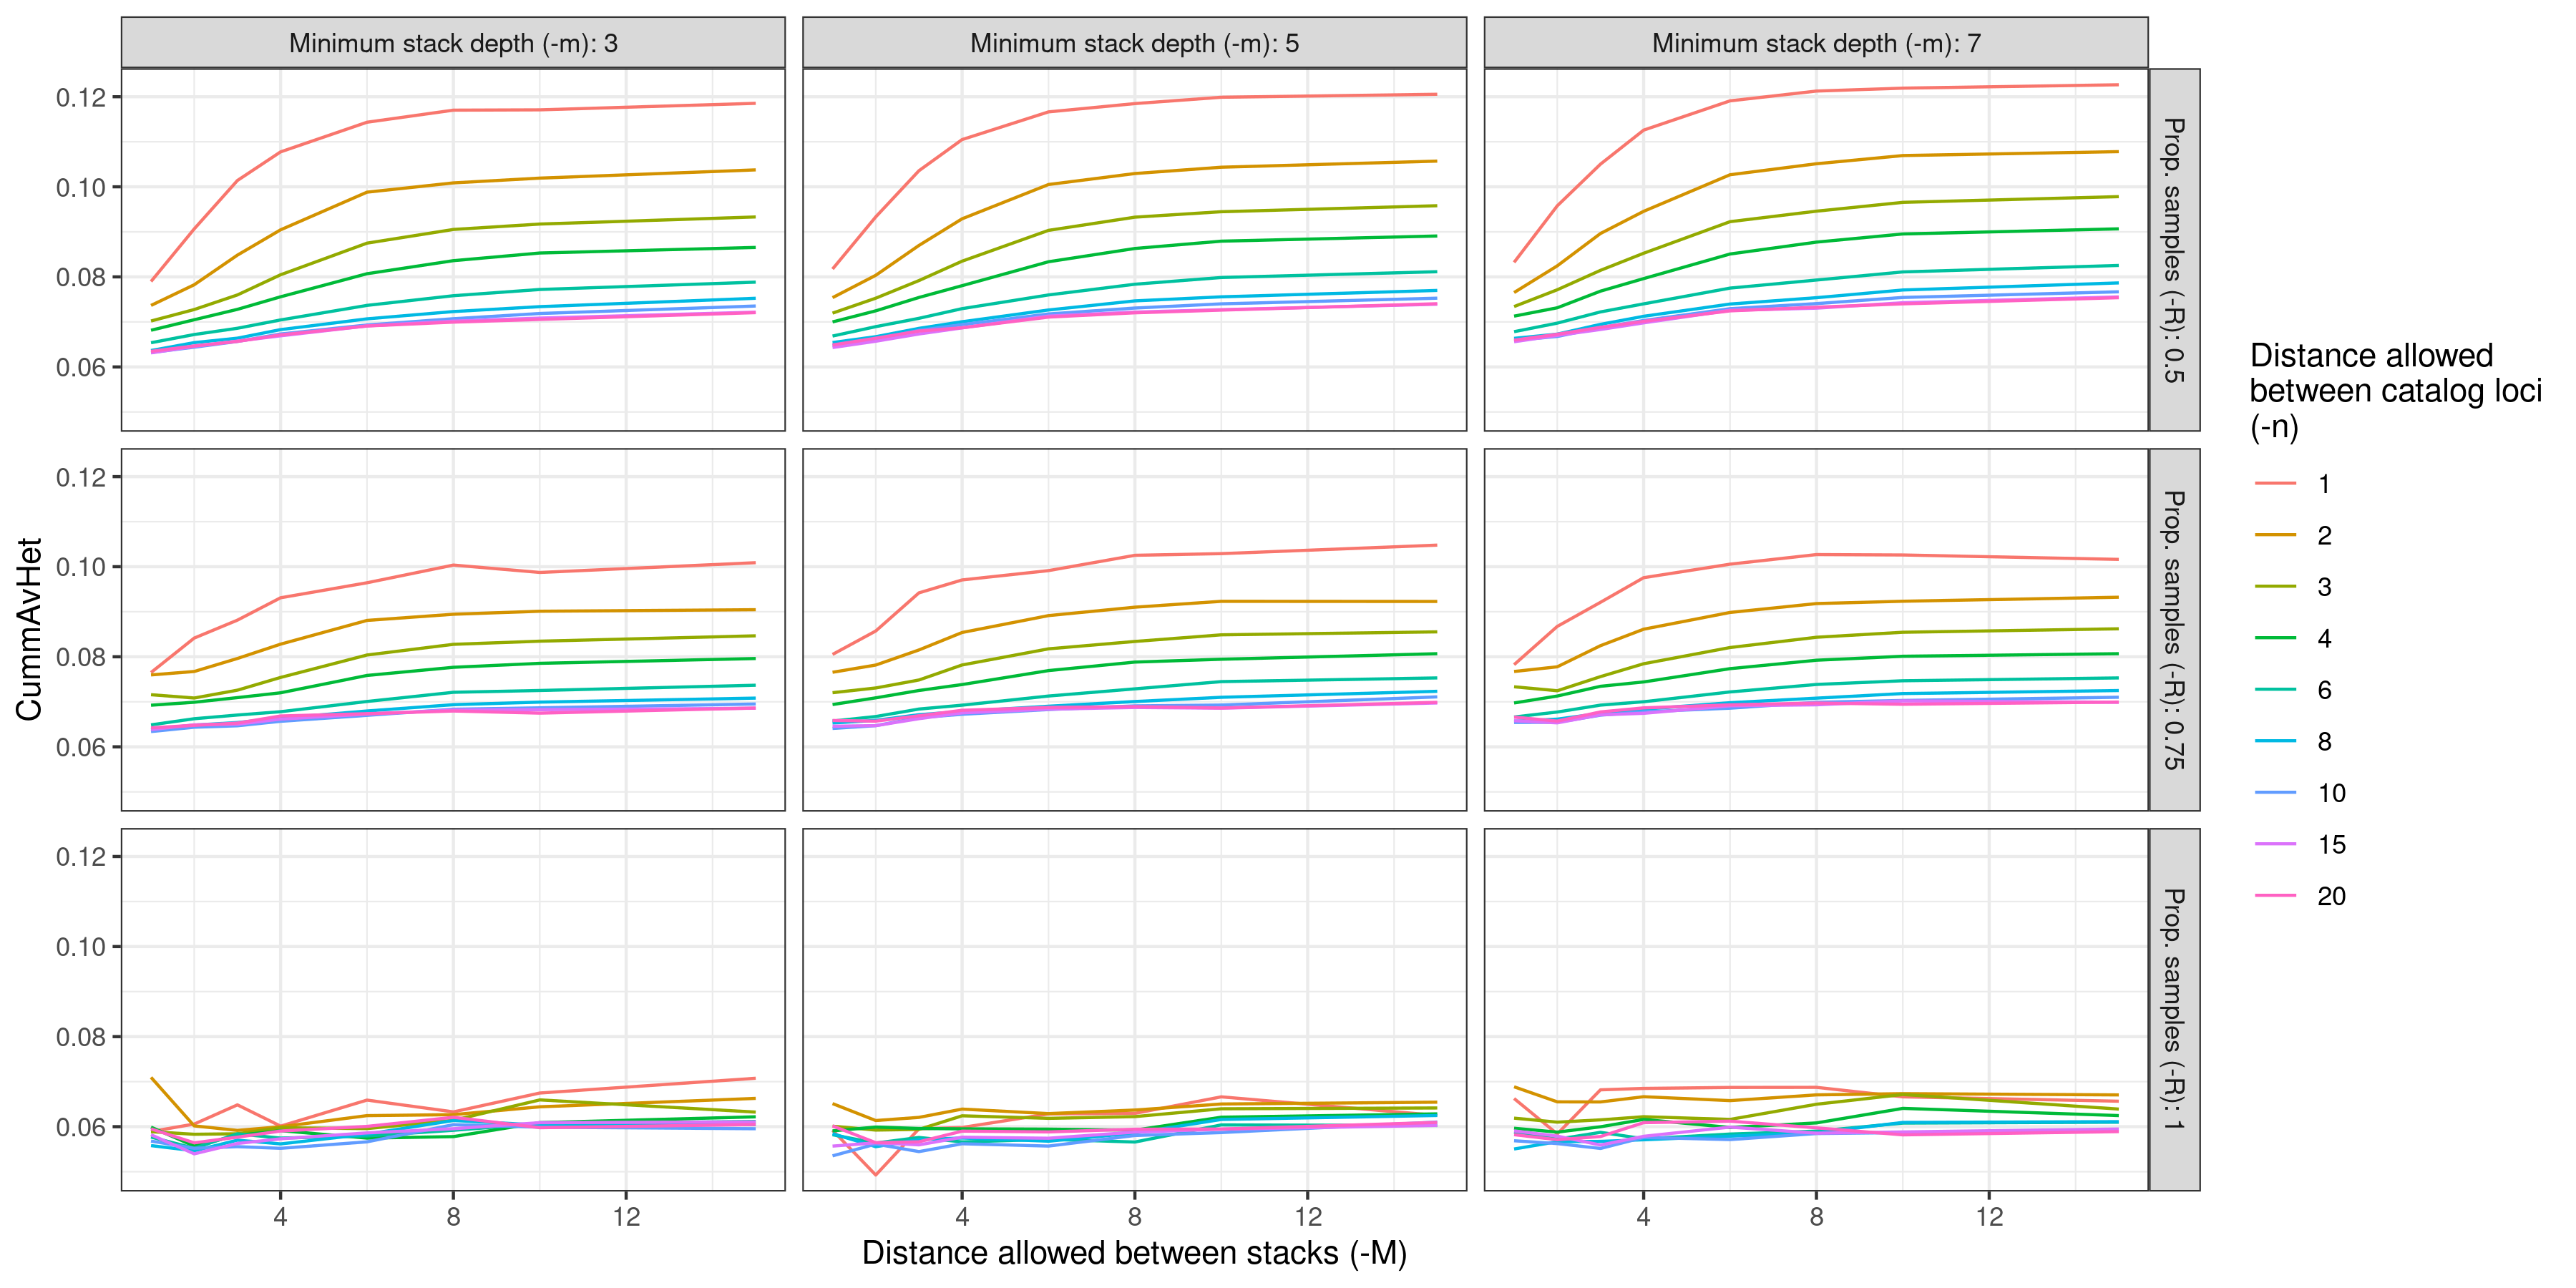 Minimum stack depth (-m): 3
Minimum stack depth (-m): 5
Minimum stack depth (-m): 7
0.12
0.10
0.08
0.06
Prop. samples (-R): 0.5
0.12
0.10
0.08
0.06
Prop. samples (-R): 0.75
0.12
0.10
0.08
0.06
Prop. samples (-R): 1
CummAvHet
4
8
12
4
8
12
4
8
12
Distance allowed between stacks (-M)
Distance allowed
between catalog loci
(-n)
1
2
3
4
6
8
10
15
20